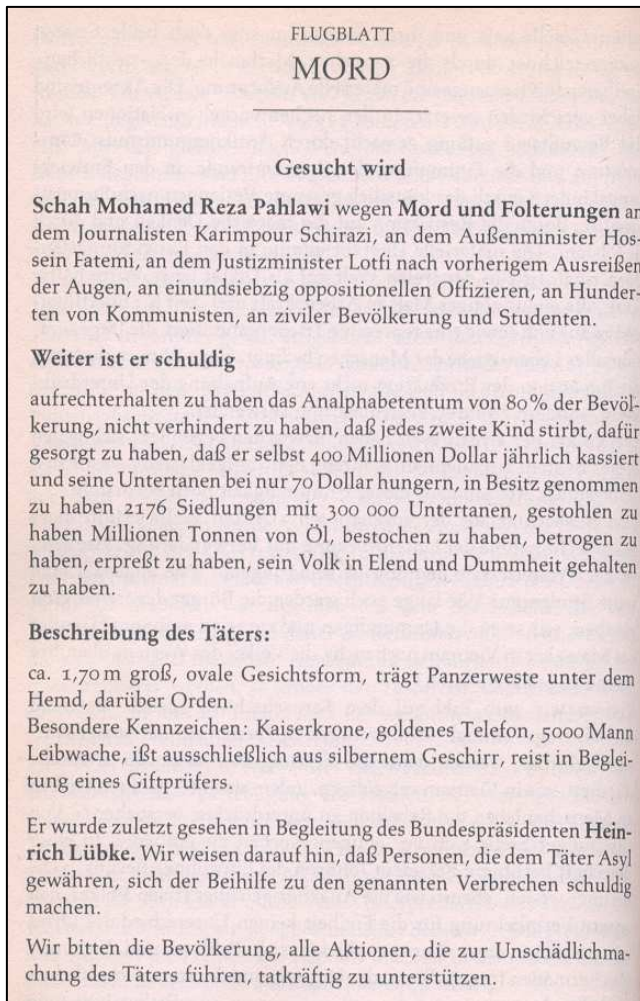 FLUGBLATT
MORD
Gesucht wird
Schah Mohamed Reza Pahlawi wegen Mord und Folterungen an
dem Journalisten Karimpour Schirazi, an dem Außenminister Hos-
sein Fatemi, an dem Justizminister Lotfi nach vorherigem Ausreißen
der Augen, an einundsiebzig oppositionellen Offizieren, an Hunder-
ten von Kommunisten, an ziviler Bevölkerung und Studenten.
Weiter ist er schuldig
aufrechterhalten zu haben das Analphabetentum von 80% der Bevöl-
kerung, nicht verhindert zu haben, daß jedes zweite Kind stirbt, dafür
gesorgt zu haben, daß er selbst 400 Millionen Dollar jährlich kassiert
und seine Untertanen bei nur 70 Dollar hungern, in Besitz genommen
zu haben 2176 Siedlungen mit 300 000 Untertanen, gestohlen zu
haben Millionen Tonnen von Öl, bestochen zu haben, betrogen zu
haben, erpreßt zu haben, sein Volk in Elend und Dummheit gehalten
zu haben.
Beschreibung des Täters:
ca. 1,70 m groß, ovale Gesichtsform, trägt Panzerweste unter dem
Hemd, darüber Orden.
Besondere Kennzeichen: Kaiserkrone, goldenes Telefon, 5000 Mann
Leibwache, ißt ausschließlich aus silbernem Geschirr, reist in Beglei-
tung eines Giftprüfers.
Er wurde zuletzt gesehen in Begleitung des Bundespräsidenten Hein-
rich Lübke. Wir weisen darauf hin, daß Personen, die dem Täter Asyl
gewähren, sich der Beihilfe zu den genannten Verbrechen schuldig
machen.
Wir bitten die Bevölkerung, alle Aktionen, die zur Unschädlichma-
chung des Täters führen, tatkräftig zu unterstützen.